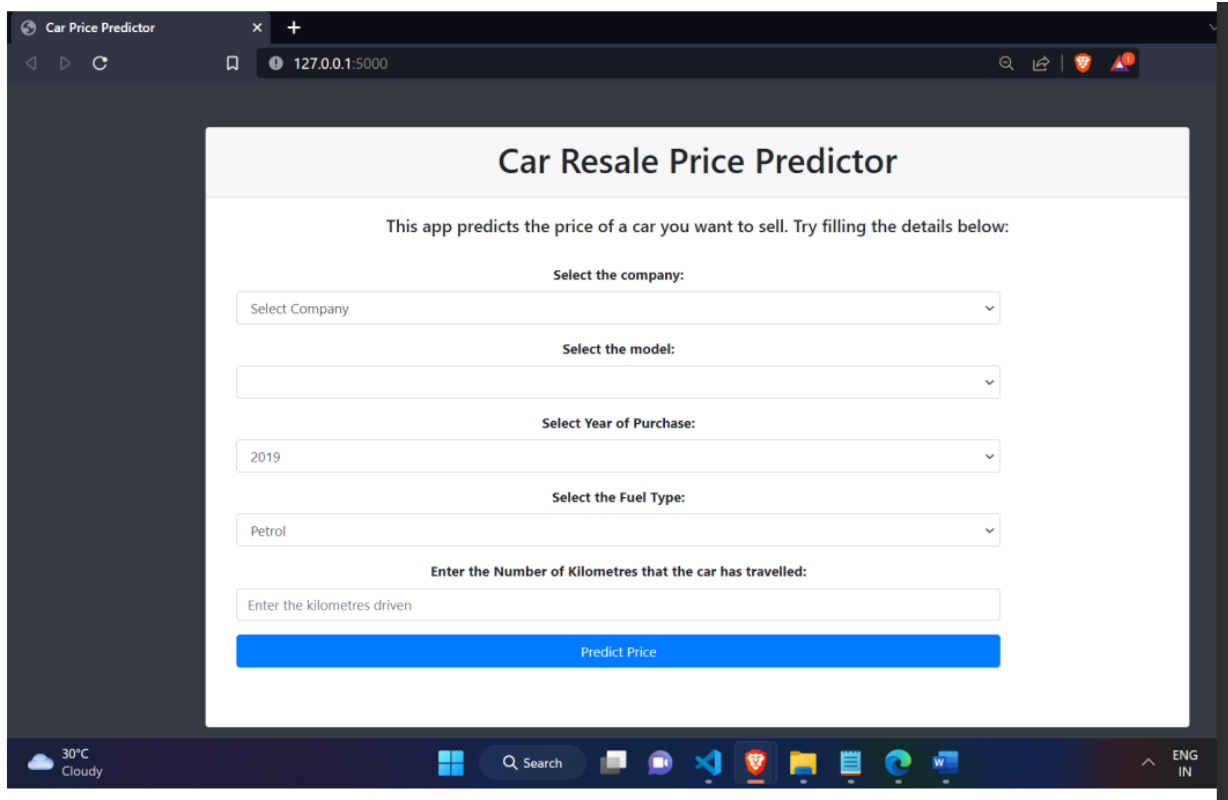 Car Price Predictor
127.0.0.1:5000
1
Car Resale Price Predictor
This app predicts the price of a car you want to sell. Try filling the details below:
Select the company:
Select Company
Select the model:
Select Year of Purchase:
2019
Select the Fuel Type:
Petrol
Enter the Number of Kilometres that the car has travelled:
Enter the kilometres driven
Predict Price
30°C
Cloudy
Search
W
ENG
IN